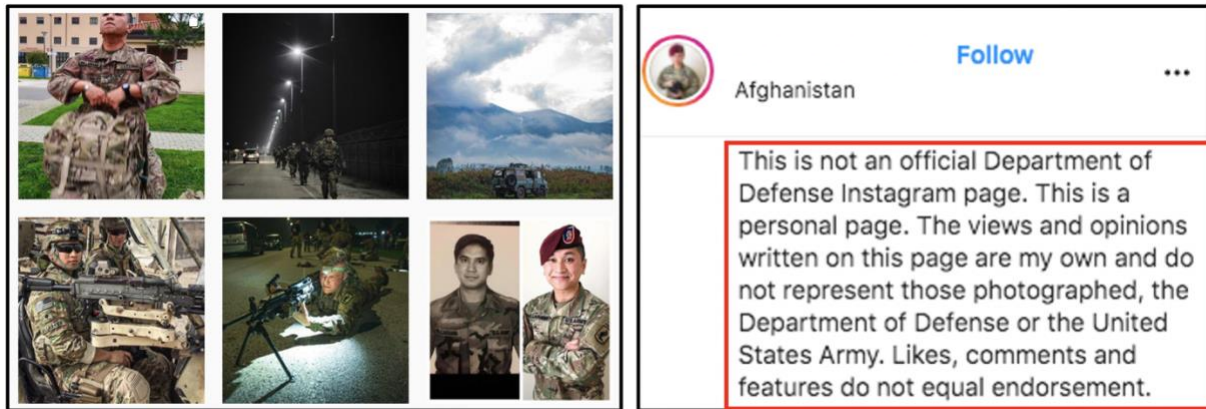 Follow
Afghanistan
This is not an official Department of
Defense Instagram page. This is a
personal page. The views and opinions
written on this page are my own and do
not represent those photographed, the
Department of Defense or the United
States Army. Likes, comments and
features do not equal endorsement.